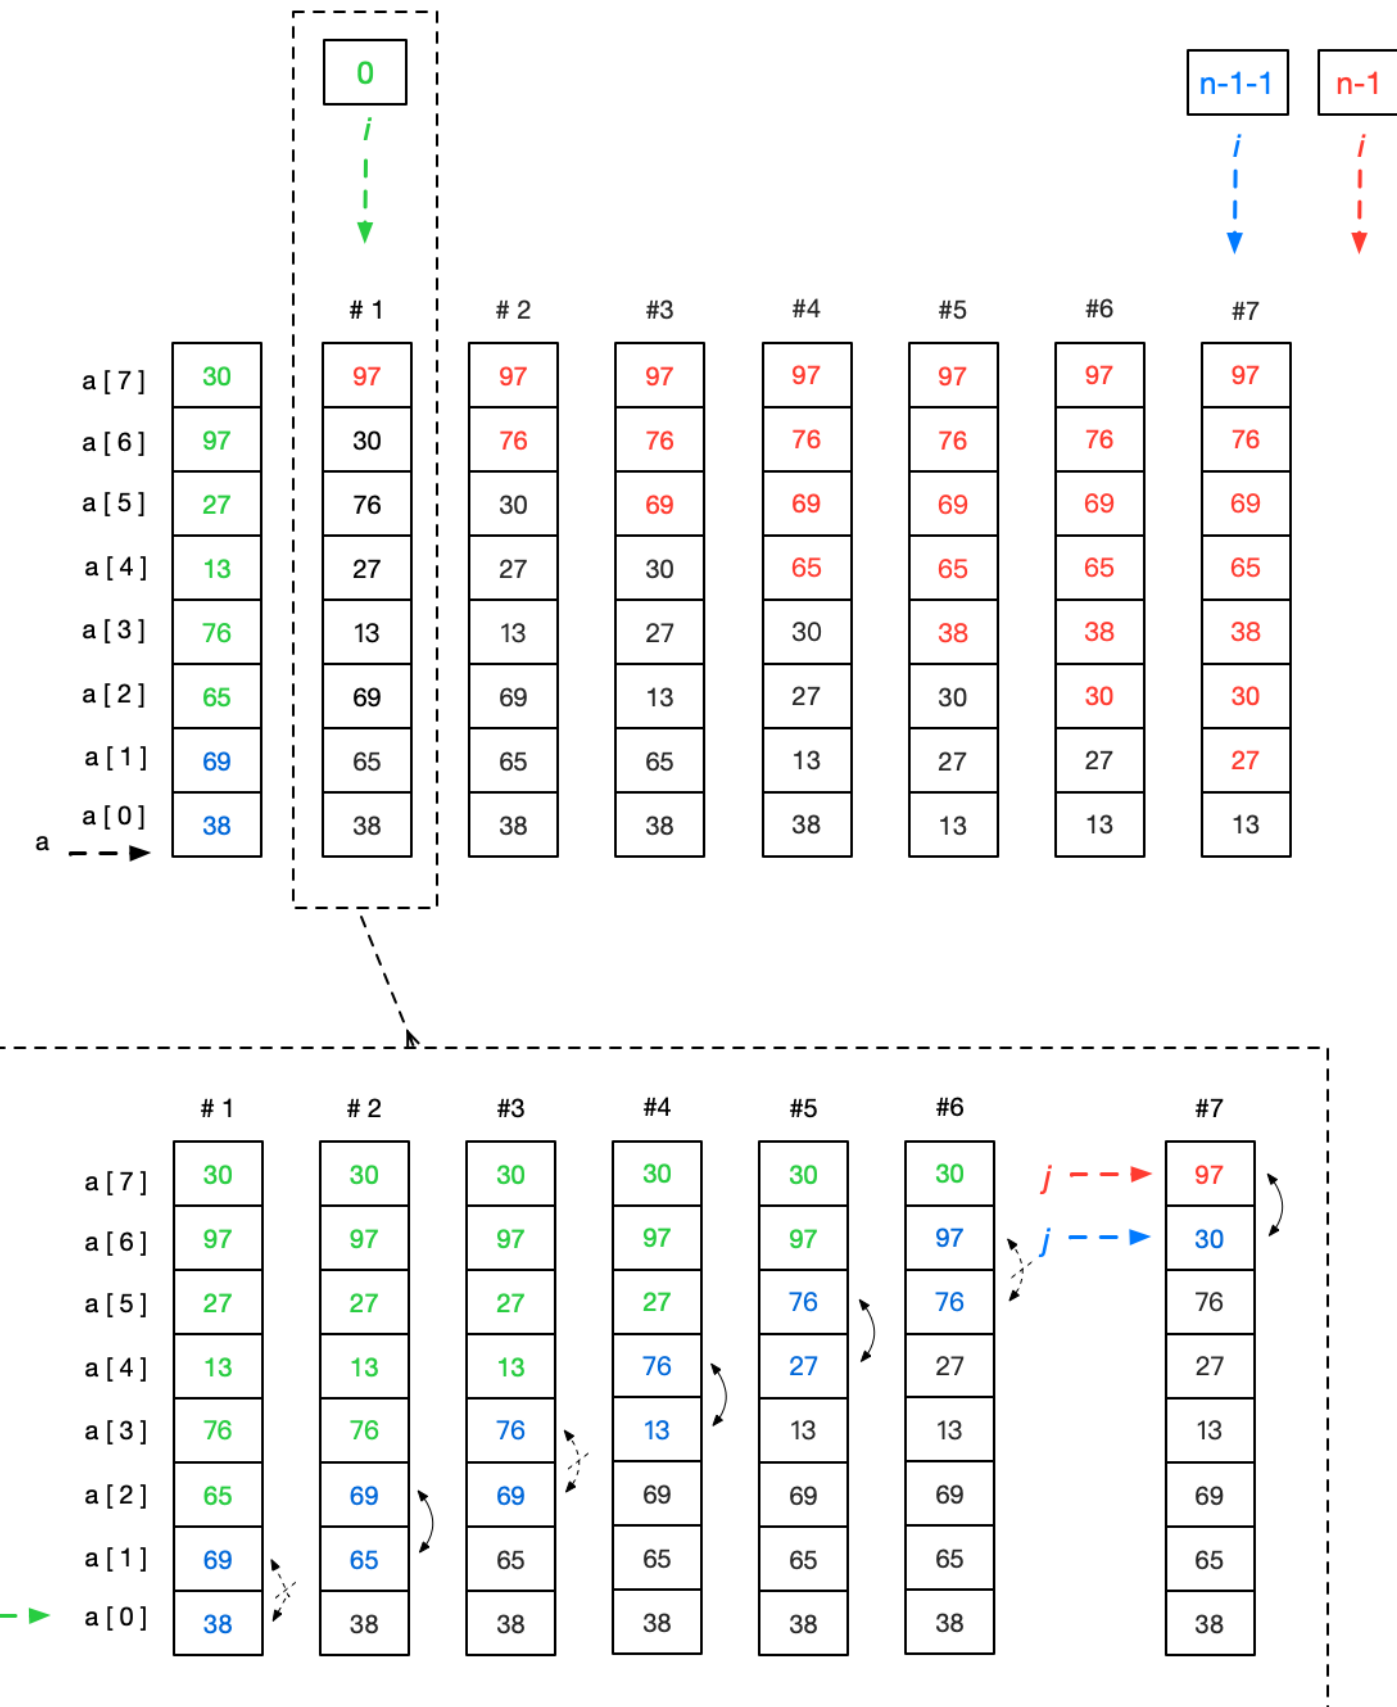 0 n-1-1 n-1
i i i
# 1 # 2 #3 #4 #5 #6 #7
a[7] 30 97 97 97 97 97 97 97
a[6] 97 30 76 76 76 76 76 76
a[5] 27 76 30 69 69 69 69 69
a[4] 13 27 27 30 65 65 65 65
a[3] 76 13 13 27 30 38 38 38
a[2] 65 69 69 13 27 30 30 30
a[1] 69 65 65 65 13 27 27 27
a[0] 38 38 38 38 38 13 13 13
a
# 1 # 2 #3 #4 #5 #6 #7
a[7] 30 30 30 30 30 30 j 97
a[6] 97 97 97 97 97 97 j 30
a[5] 27 27 27 27 76 76 76
a[4] 13 13 13 76 27 27 27
a[3] 76 76 76 13 13 13 13
a[2] 65 69 69 69 69 69 69
a[1] 69 65 65 65 65 65 65
a[0] 38 38 38 38 38 38 38